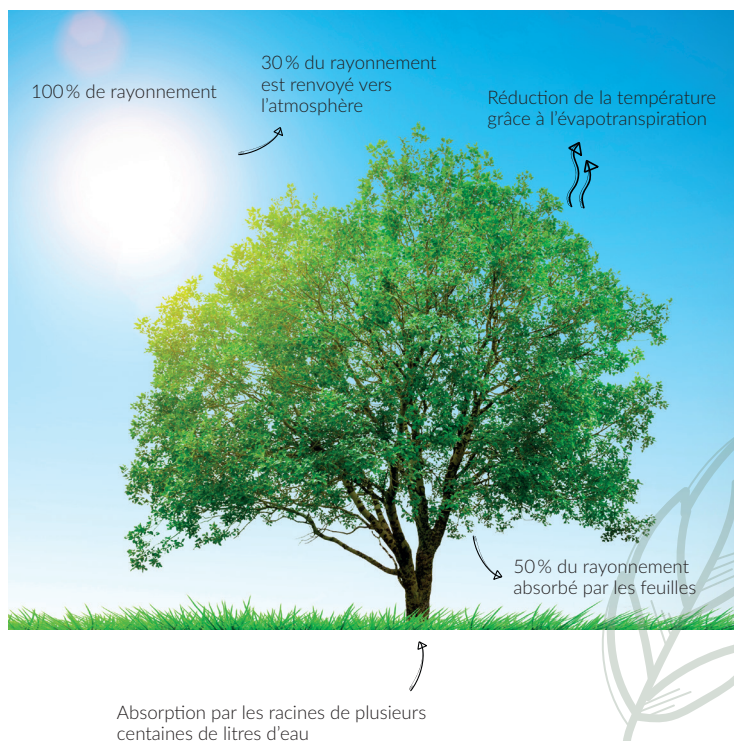 100 % de rayonnement
30 % du rayonnement
est renvoyé vers
l'atmosphère
Réduction de la température
grâce à l'évapotranspiration
50 % du rayonnement
absorbé par les feuilles
Absorption par les racines de plusieurs
centaines de litres d'eau